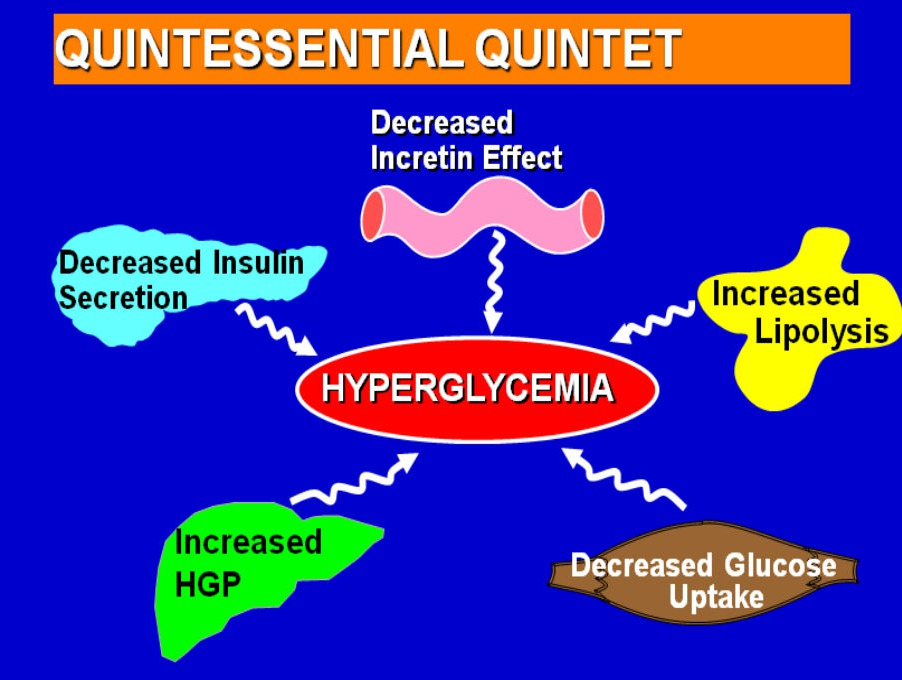 QUINTESSENTIAL QUINTET
Decreased
Incretin Effect
Decreased Insulin
Secretion
Increased
Lipolysis
HYPERGLYCEMIA
Increased
HGP
Decreased Glucose
Uptake